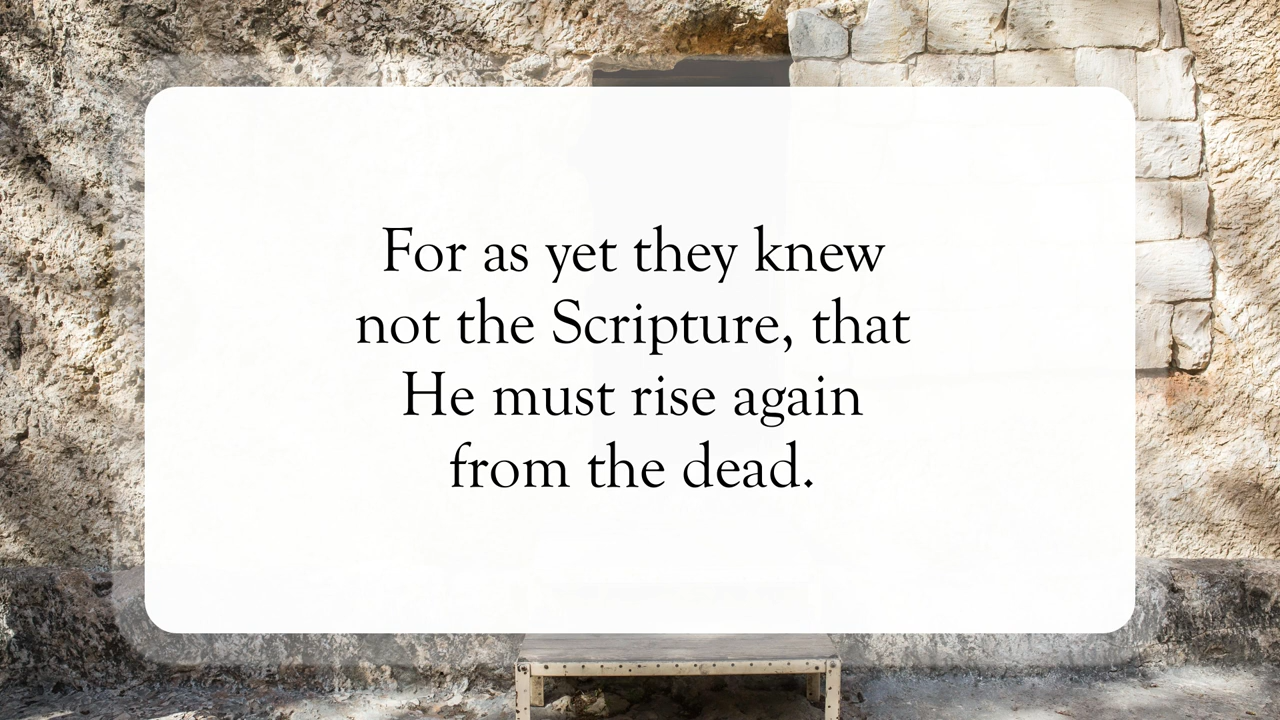 For as yet they knew
not the Scripture, that
He must rise again
from the dead.